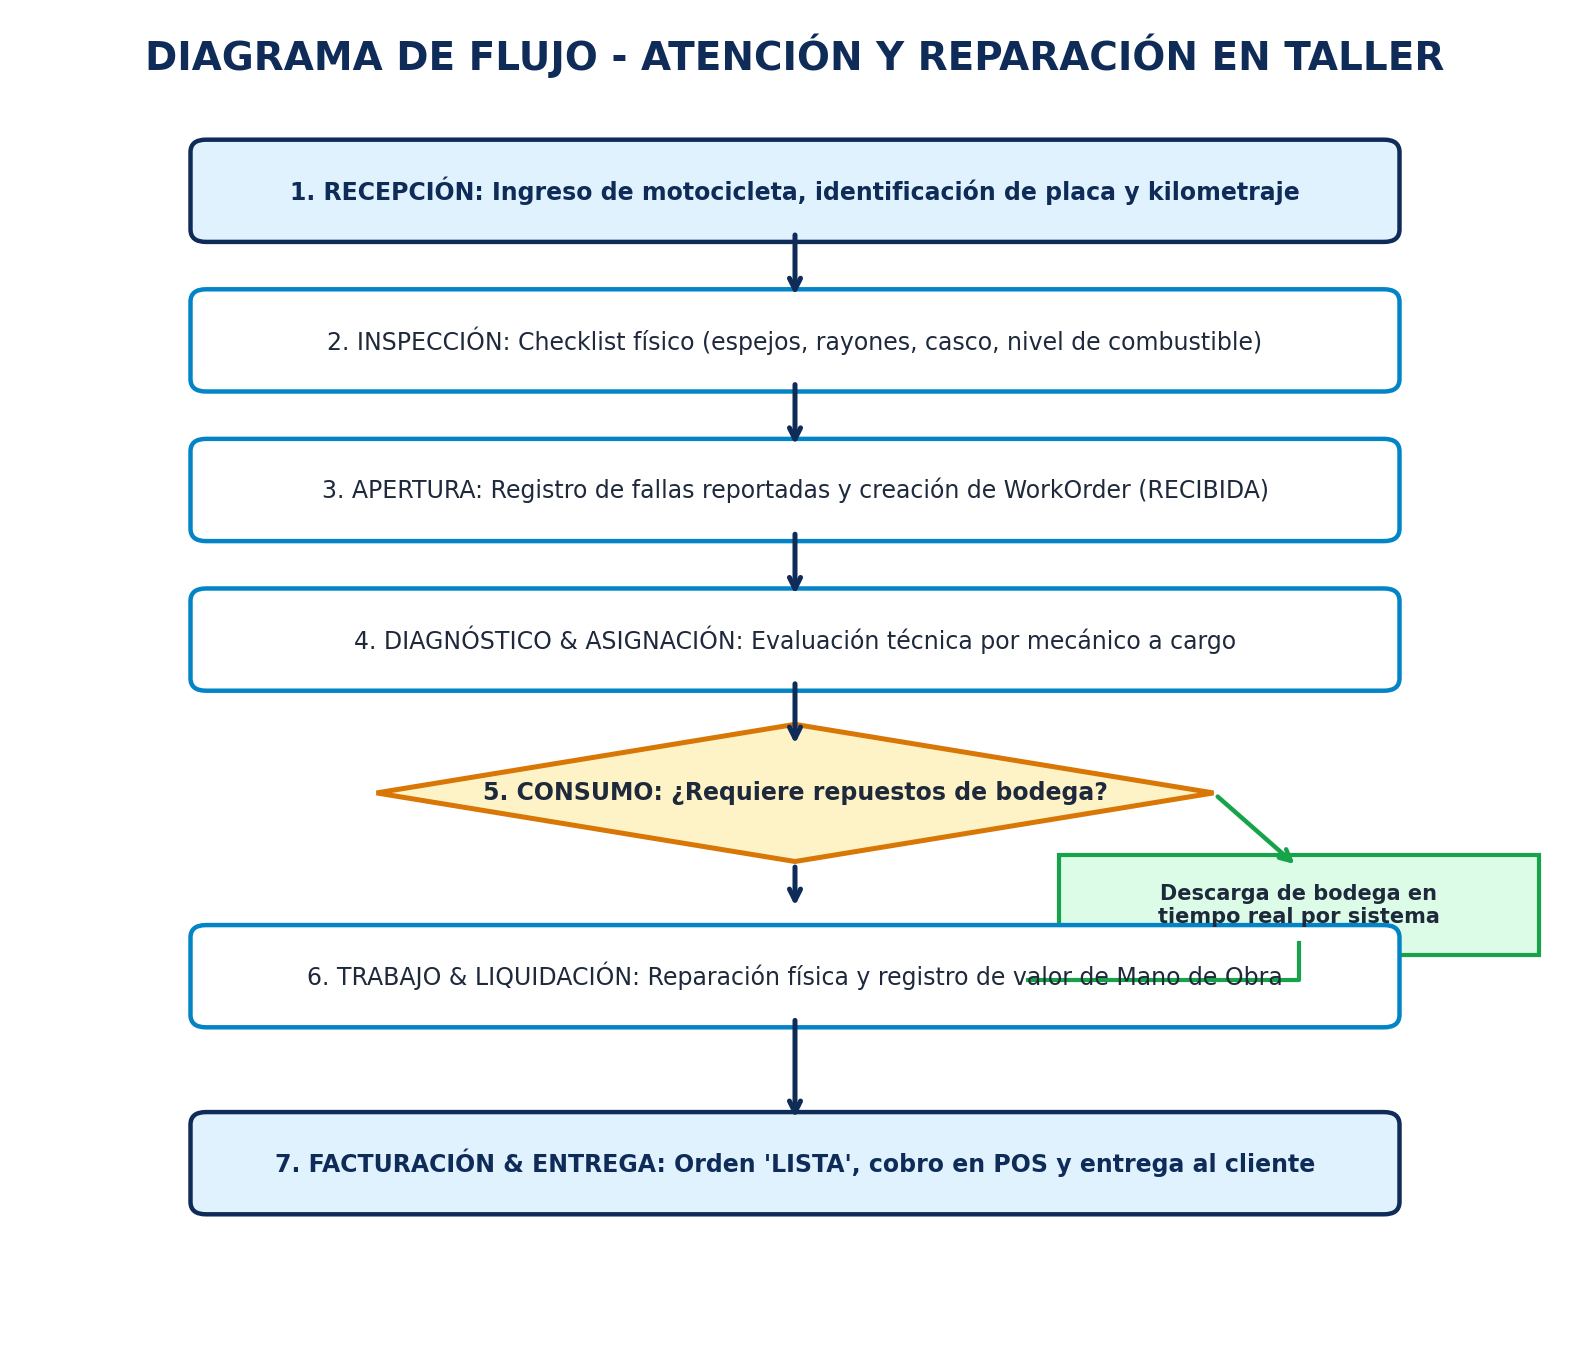 DIAGRAMA DE FLUJO - ATENCIÓN Y REPARACIÓN EN TALLER
1. RECEPCIÓN: Ingreso de motocicleta, identificación de placa y kilometraje
2. INSPECCIÓN: Checklist físico (espejos, rayones, casco, nivel de combustible)
3. APERTURA: Registro de fallas reportadas y creación de WorkOrder (RECIBIDA)
4. DIAGNÓSTICO & ASIGNACIÓN: Evaluación técnica por mecánico a cargo
5. CONSUMO: ¿Requiere repuestos de bodega?
Descarga de bodega en
tiempo real por sistema
6. TRABAJO & LIQUIDACIÓN: Reparación física y registro de valor de Mano de Obra
7. FACTURACIÓN & ENTREGA: Orden 'LISTA', cobro en POS y entrega al cliente